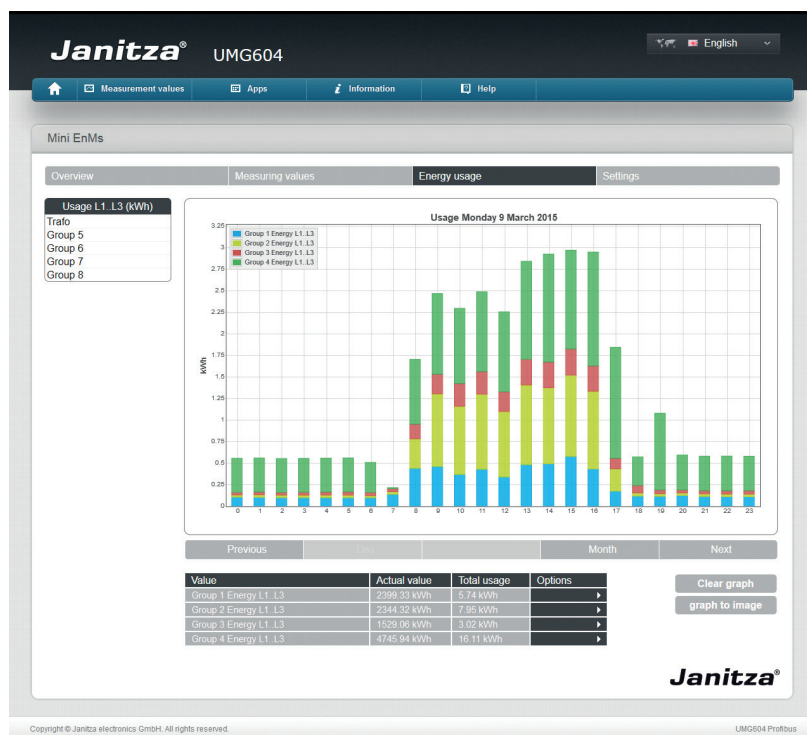 Janitza® UMG604
English
Measurement values Apps Information Help
Mini EnMs
Overview Measuring values Energy usage Settings
Usage L1..L3 (kWh)
Trafo
Group 5
Group 6
Group 7
Group 8
Usage Monday 9 March 2015
Group 1 Energy L1..L3
Group 2 Energy L1..L3
Group 3 Energy L1..L3
Group 4 Energy L1..L3
kWh
3.25
3
2.75
2.5
2.25
2
1.75
1.5
1.25
1
0.75
0.5
0.25
0
0 1 2 3 4 5 6 7 8 9 10 11 12 13 14 15 16 17 18 19 20 21 22 23
Previous Month Next
Value Actual value Total usage Options
Group 1 Energy L1..L3 2399.33 kWh 5.74 kWh
Group 2 Energy L1..L3 2344.32 kWh 7.95 kWh
Group 3 Energy L1..L3 1529.06 kWh 3.02 kWh
Group 4 Energy L1..L3 4745.94 kWh 16.11 kWh
Clear graph
graph to image
Janitza®
Copyright © Janitza electronics GmbH. All rights reserved. UMG604 Profibus